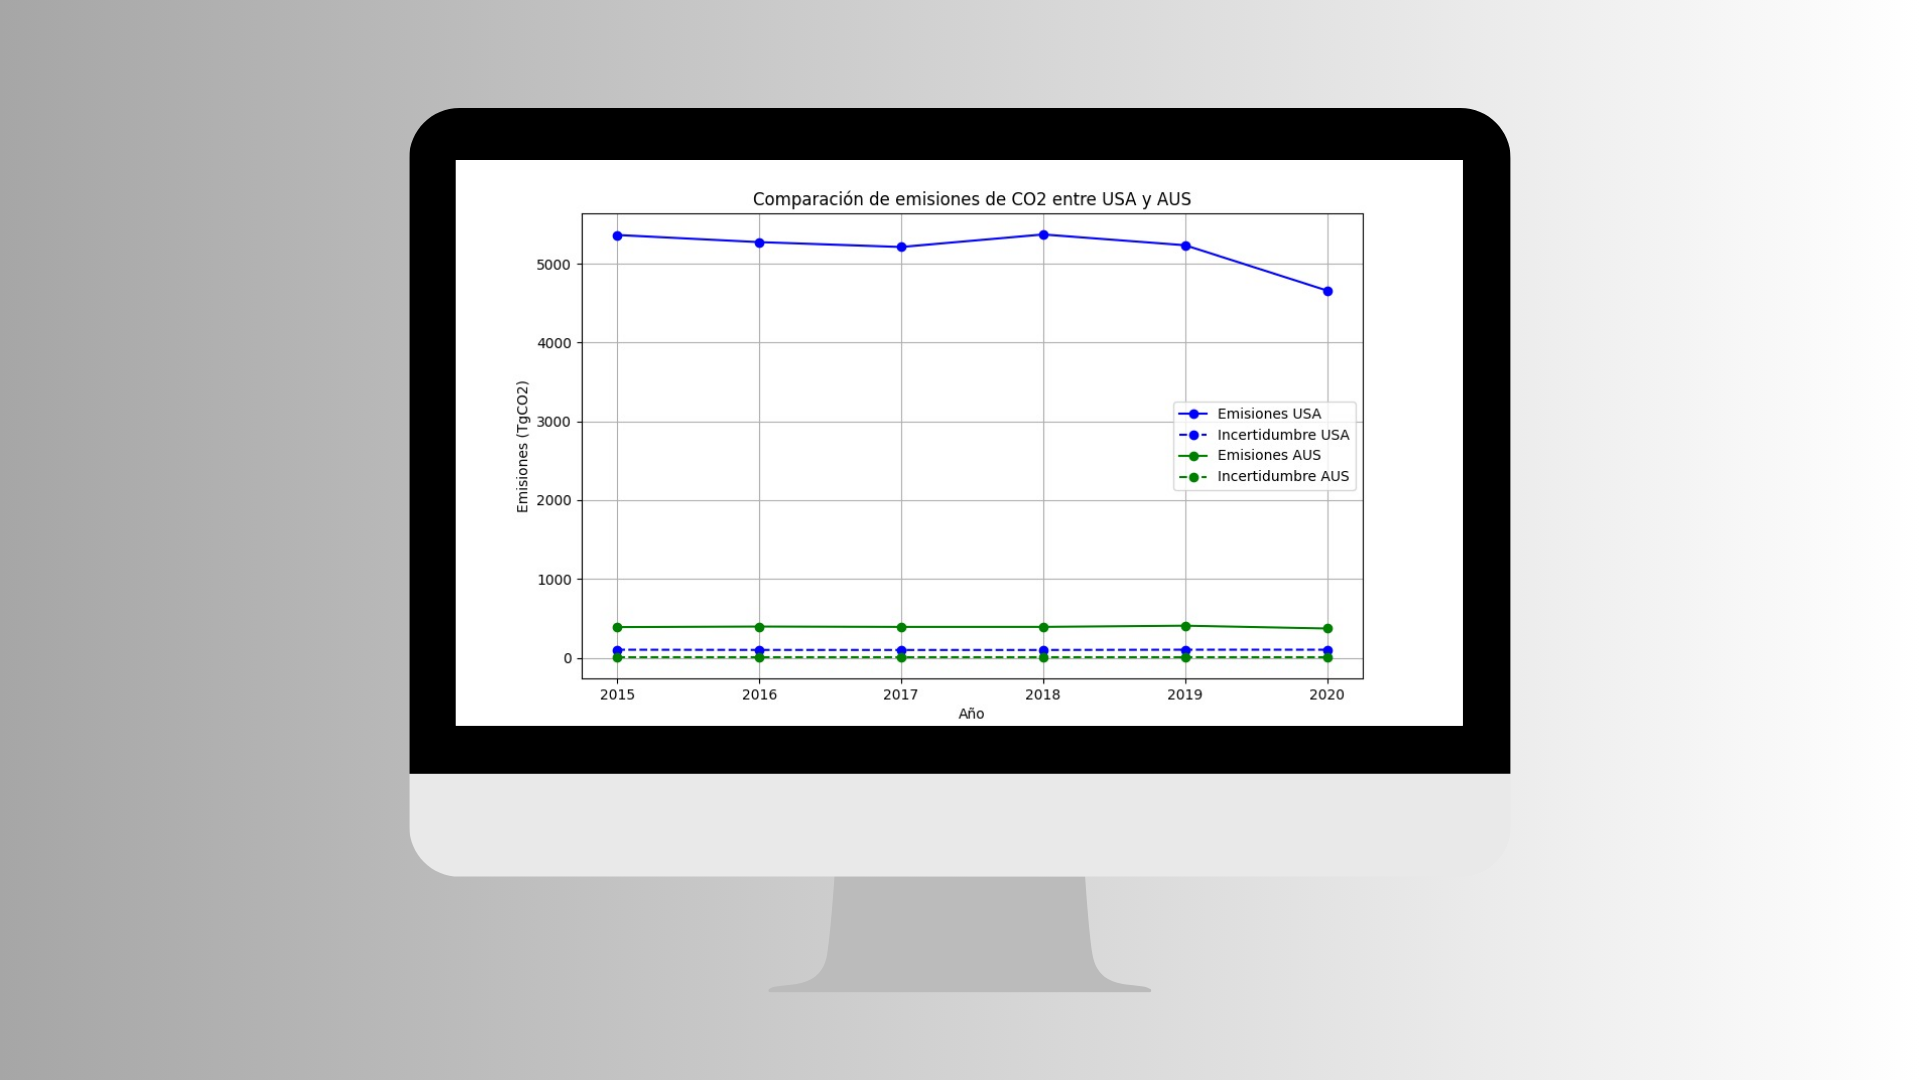 Comparación de emisiones de CO2 entre USA y AUS
Emisiones (TgCO2)
5000
4000
3000
2000
1000
0
Emisiones USA
Incertidumbre USA
Emisiones AUS
Incertidumbre AUS
2015 2016 2017 2018 2019 2020
Año